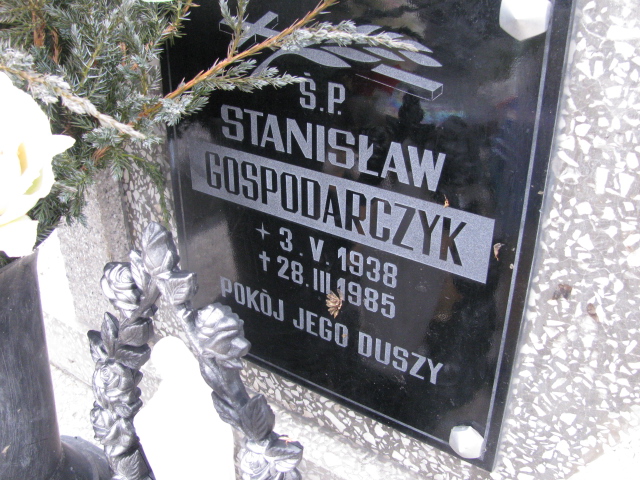 Ś.P.
STANISŁAW
GOSPODARCZYK
3.V.1938
† 28.III.1985
POKÓJ JEGO DUSZY